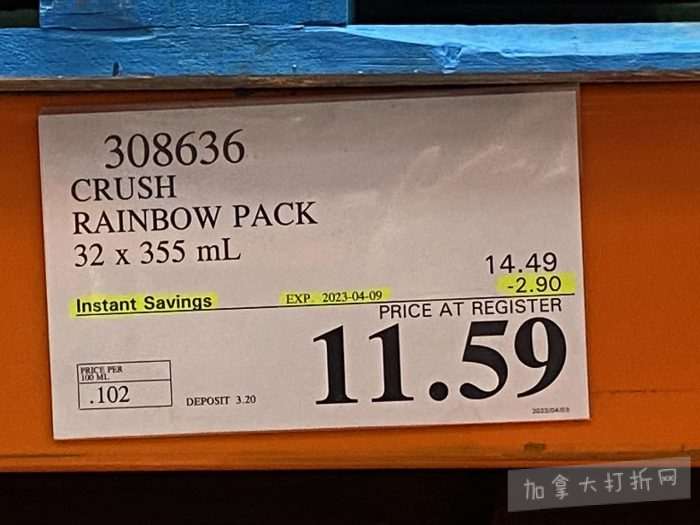 308636
CRUSH
RAINBOW PACK
32 x 355 mL
14.49
Instant Savings EXP. 2023-04-09 -2.90
PRICE AT REGISTER
11.59
PRICE PER
100 ML
.102
DEPOSIT 3.20
2023/04/03
加拿大打折网